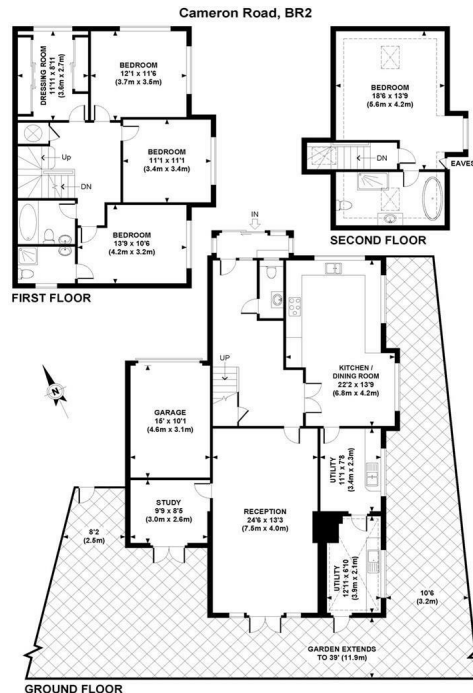 Cameron Road, BR2
DRESSING ROOM
11'11 x 8'11
(3.6m x 2.7m)
BEDROOM
12'1 x 11'6
(3.7m x 3.5m)
BEDROOM
11'1 x 11'1
(3.4m x 3.4m)
Up
DN
BEDROOM
13'9 x 10'6
(4.2m x 3.2m)
FIRST FLOOR
BEDROOM
18'6 x 13'9
(5.6m x 4.2m)
DN
EAVES
SECOND FLOOR
IN
UP
KITCHEN /
DINING ROOM
22'2 x 13'9
(6.8m x 4.2m)
N
GARAGE
15' x 10'1
(4.6m x 3.1m)
UTILITY
11'1 x 7'8
(3.4m x 2.3m)
STUDY
9'9 x 8'5
(3.0m x 2.6m)
RECEPTION
24'6 x 13'3
(7.5m x 4.0m)
8'2
(2.5m)
UTILITY
12'11 x 6'10
(3.9m x 2.1m)
10'6
(3.2m)
GARDEN EXTENDS
TO 39' (11.9m)
GROUND FLOOR